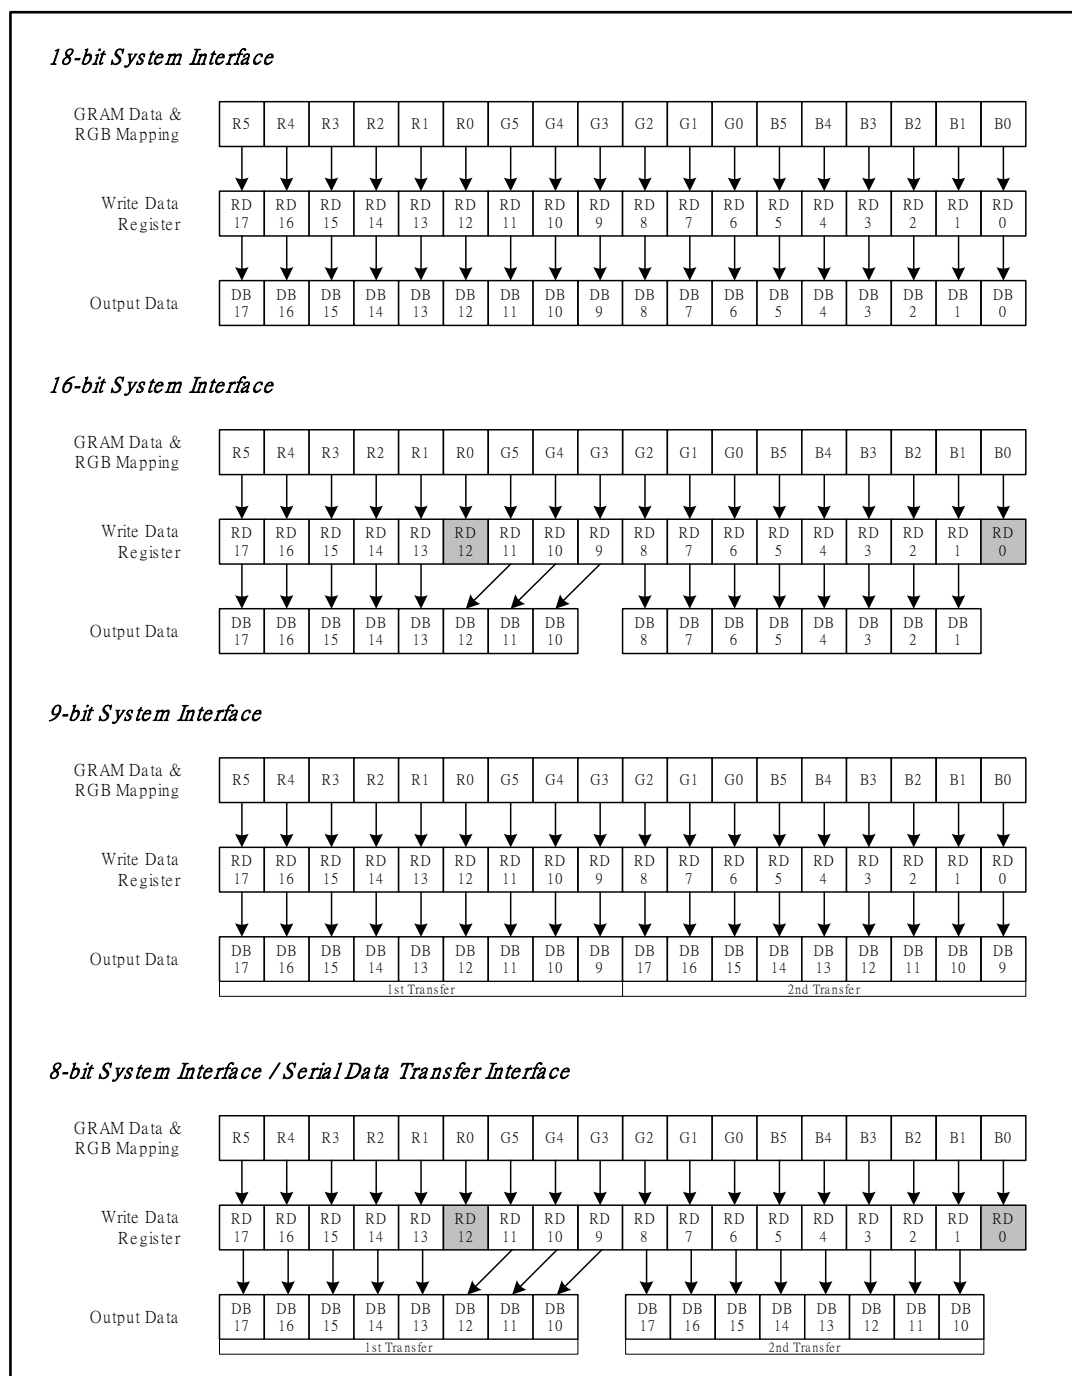 18-bit System Interface
GRAM Data &
RGB Mapping
R5 R4 R3 R2 R1 R0 G5 G4 G3 G2 G1 G0 B5 B4 B3 B2 B1 B0
Write Data
Register
RD RD RD RD RD RD RD RD RD RD RD RD RD RD RD RD RD RD
17 16 15 14 13 12 11 10 9 8 7 6 5 4 3 2 1 0
Output Data
DB DB DB DB DB DB DB DB DB DB DB DB DB DB DB DB DB DB
17 16 15 14 13 12 11 10 9 8 7 6 5 4 3 2 1 0
16-bit System Interface
GRAM Data &
RGB Mapping
R5 R4 R3 R2 R1 R0 G5 G4 G3 G2 G1 G0 B5 B4 B3 B2 B1 B0
Write Data
Register
RD RD RD RD RD RD RD RD RD RD RD RD RD RD RD RD RD RD
17 16 15 14 13 12 11 10 9 8 7 6 5 4 3 2 1 0
Output Data
DB DB DB DB DB DB DB DB DB DB DB DB DB DB DB DB
17 16 15 14 13 12 11 10 8 7 6 5 4 3 2 1
9-bit System Interface
GRAM Data &
RGB Mapping
R5 R4 R3 R2 R1 R0 G5 G4 G3 G2 G1 G0 B5 B4 B3 B2 B1 B0
Write Data
Register
RD RD RD RD RD RD RD RD RD RD RD RD RD RD RD RD RD RD
17 16 15 14 13 12 11 10 9 8 7 6 5 4 3 2 1 0
Output Data
DB DB DB DB DB DB DB DB DB DB DB DB DB DB DB DB DB DB
17 16 15 14 13 12 11 10 9 17 16 15 14 13 12 11 10 9
1st Transfer 2nd Transfer
8-bit System Interface / Serial Data Transfer Interface
GRAM Data &
RGB Mapping
R5 R4 R3 R2 R1 R0 G5 G4 G3 G2 G1 G0 B5 B4 B3 B2 B1 B0
Write Data
Register
RD RD RD RD RD RD RD RD RD RD RD RD RD RD RD RD RD RD
17 16 15 14 13 12 11 10 9 8 7 6 5 4 3 2 1 0
Output Data
DB DB DB DB DB DB DB DB DB DB DB DB DB DB DB DB
17 16 15 14 13 12 11 10 17 16 15 14 13 12 11 10
1st Transfer 2nd Transfer